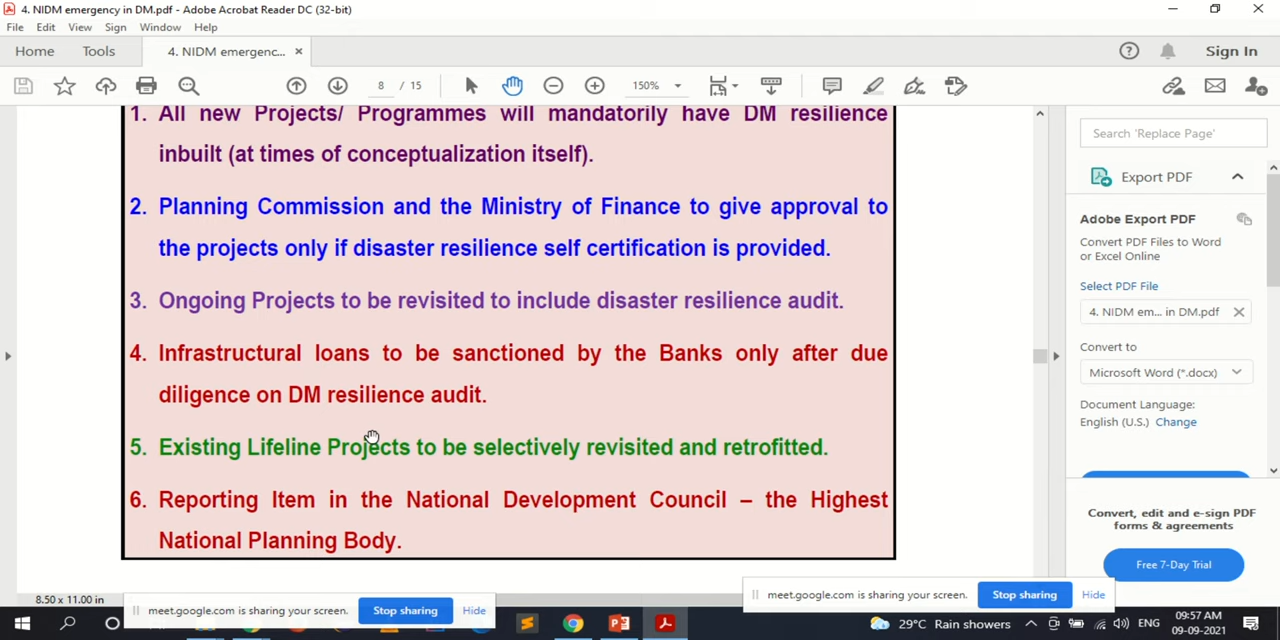 4. NIDM emergency in DM.pdf - Adobe Acrobat Reader DC (32-bit)
File Edit View Sign Window Help
Home Tools 4. NIDM emergenc... × Sign In
8 / 15 150%
1. All new Projects/ Programmes will mandatorily have DM resilience
inbuilt (at times of conceptualization itself).
2. Planning Commission and the Ministry of Finance to give approval to
the projects only if disaster resilience self certification is provided.
3. Ongoing Projects to be revisited to include disaster resilience audit.
4. Infrastructural loans to be sanctioned by the Banks only after due
diligence on DM resilience audit.
5. Existing Lifeline Projects to be selectively revisited and retrofitted.
6. Reporting Item in the National Development Council – the Highest
National Planning Body.
8.50 x 11.00 in
Search 'Replace Page'
Export PDF
Adobe Export PDF
Convert PDF Files to Word
or Excel Online
Select PDF File
4. NIDM em... in DM.pdf
Convert to
Microsoft Word (*.docx)
Document Language:
English (U.S.) Change
Convert, edit and e-sign PDF
forms & agreements
Free 7-Day Trial
meet.google.com is sharing your screen. Stop sharing Hide
meet.google.com is sharing your screen. Stop sharing Hide
29°C Rain showers ENG 09:57 AM
09-09-2021